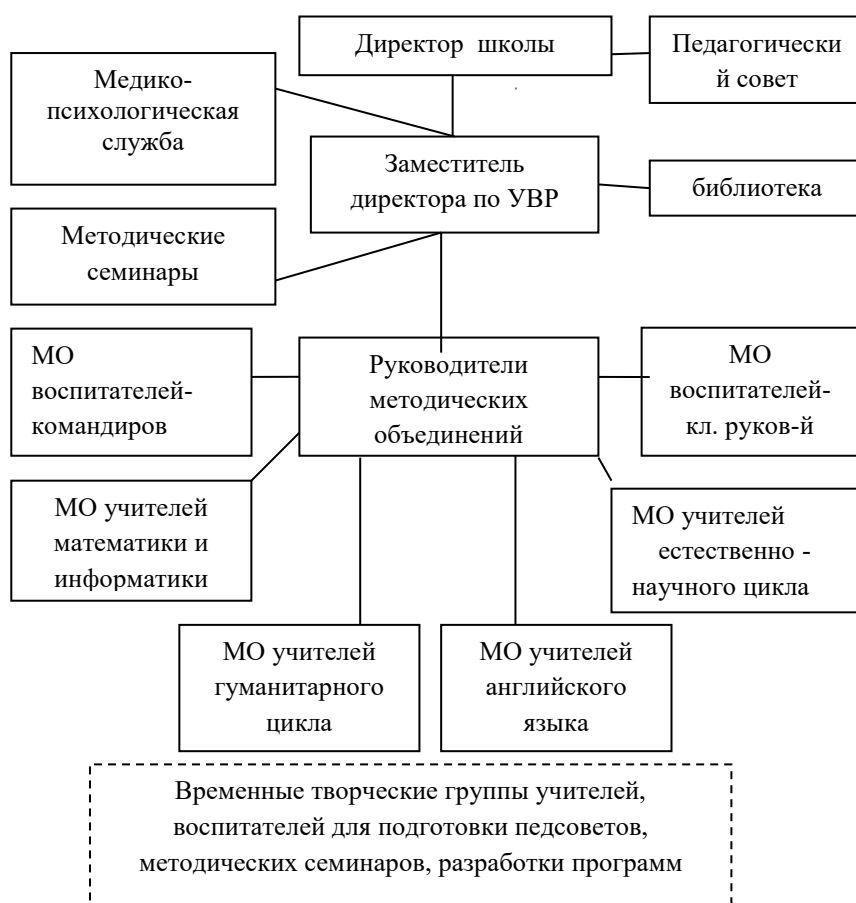 Директор школы
Педагогически
й совет
Медико-
психологическая
служба
Заместитель
директора по УВР
библиотека
Методические
семинары
МО
воспитателей-
командиров
Руководители
методических
объединений
МО
воспитателей-
кл. руков-й
МО учителей
математики и
информатики
МО учителей
естественно -
научного цикла
МО учителей
гуманитарного
цикла
МО учителей
английского
языка
Временные творческие группы учителей,
воспитателей для подготовки педсоветов,
методических семинаров, разработки программ